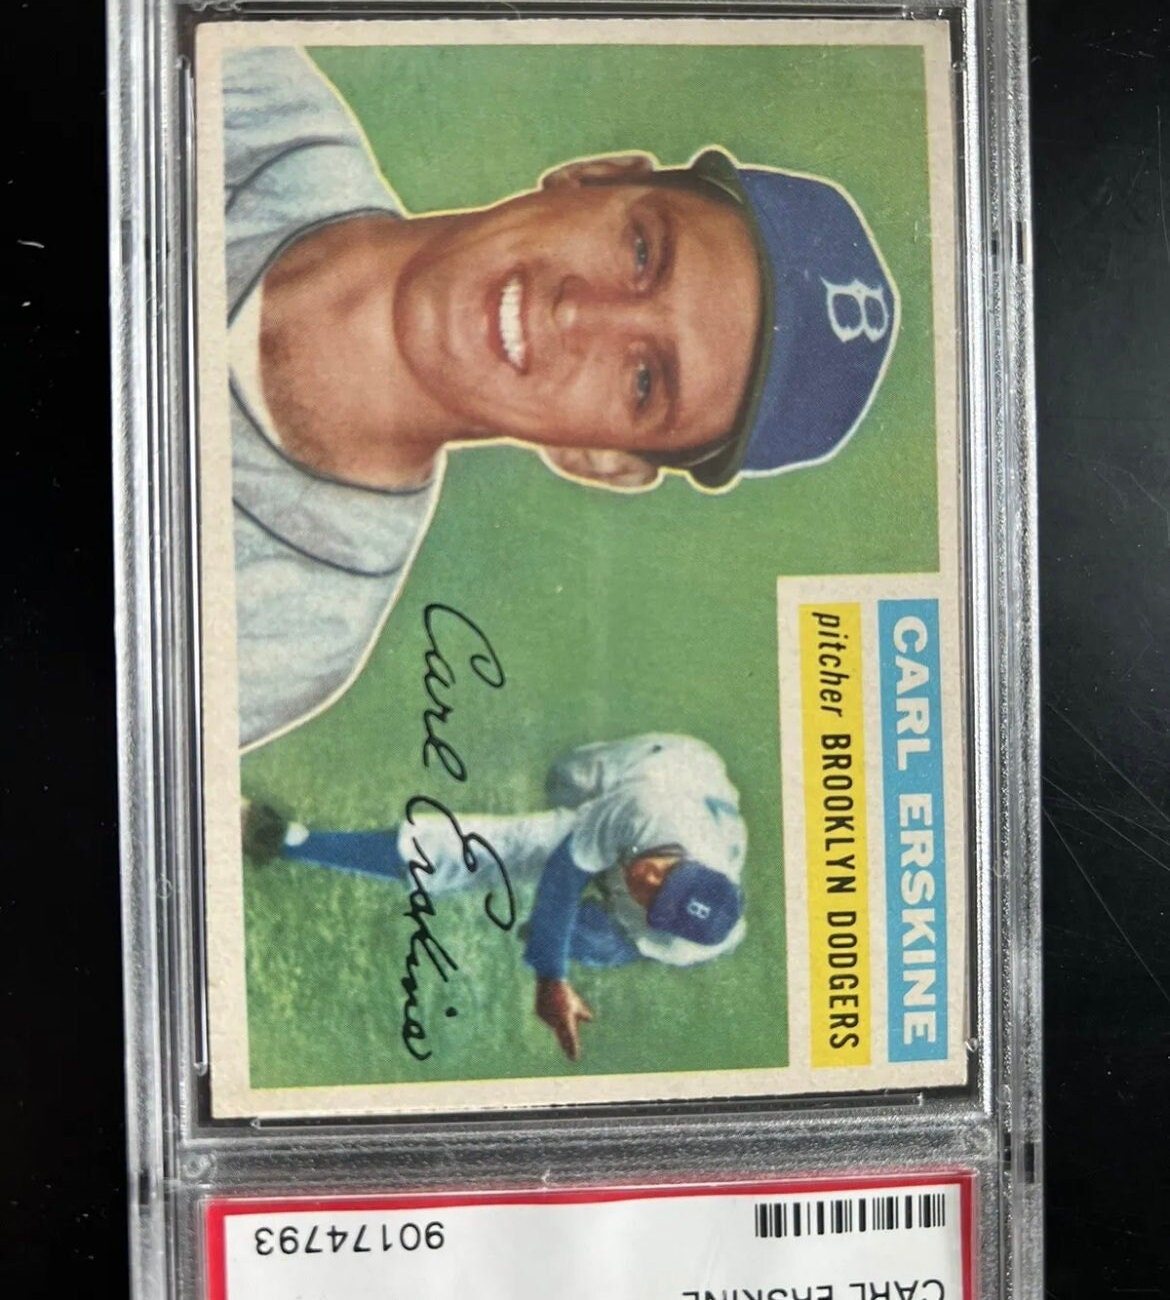 B
CARL ERSKINE
pitcher BROOKLYN DODGERS
B
Carl Erskine
90174793
CARL ERSKINE